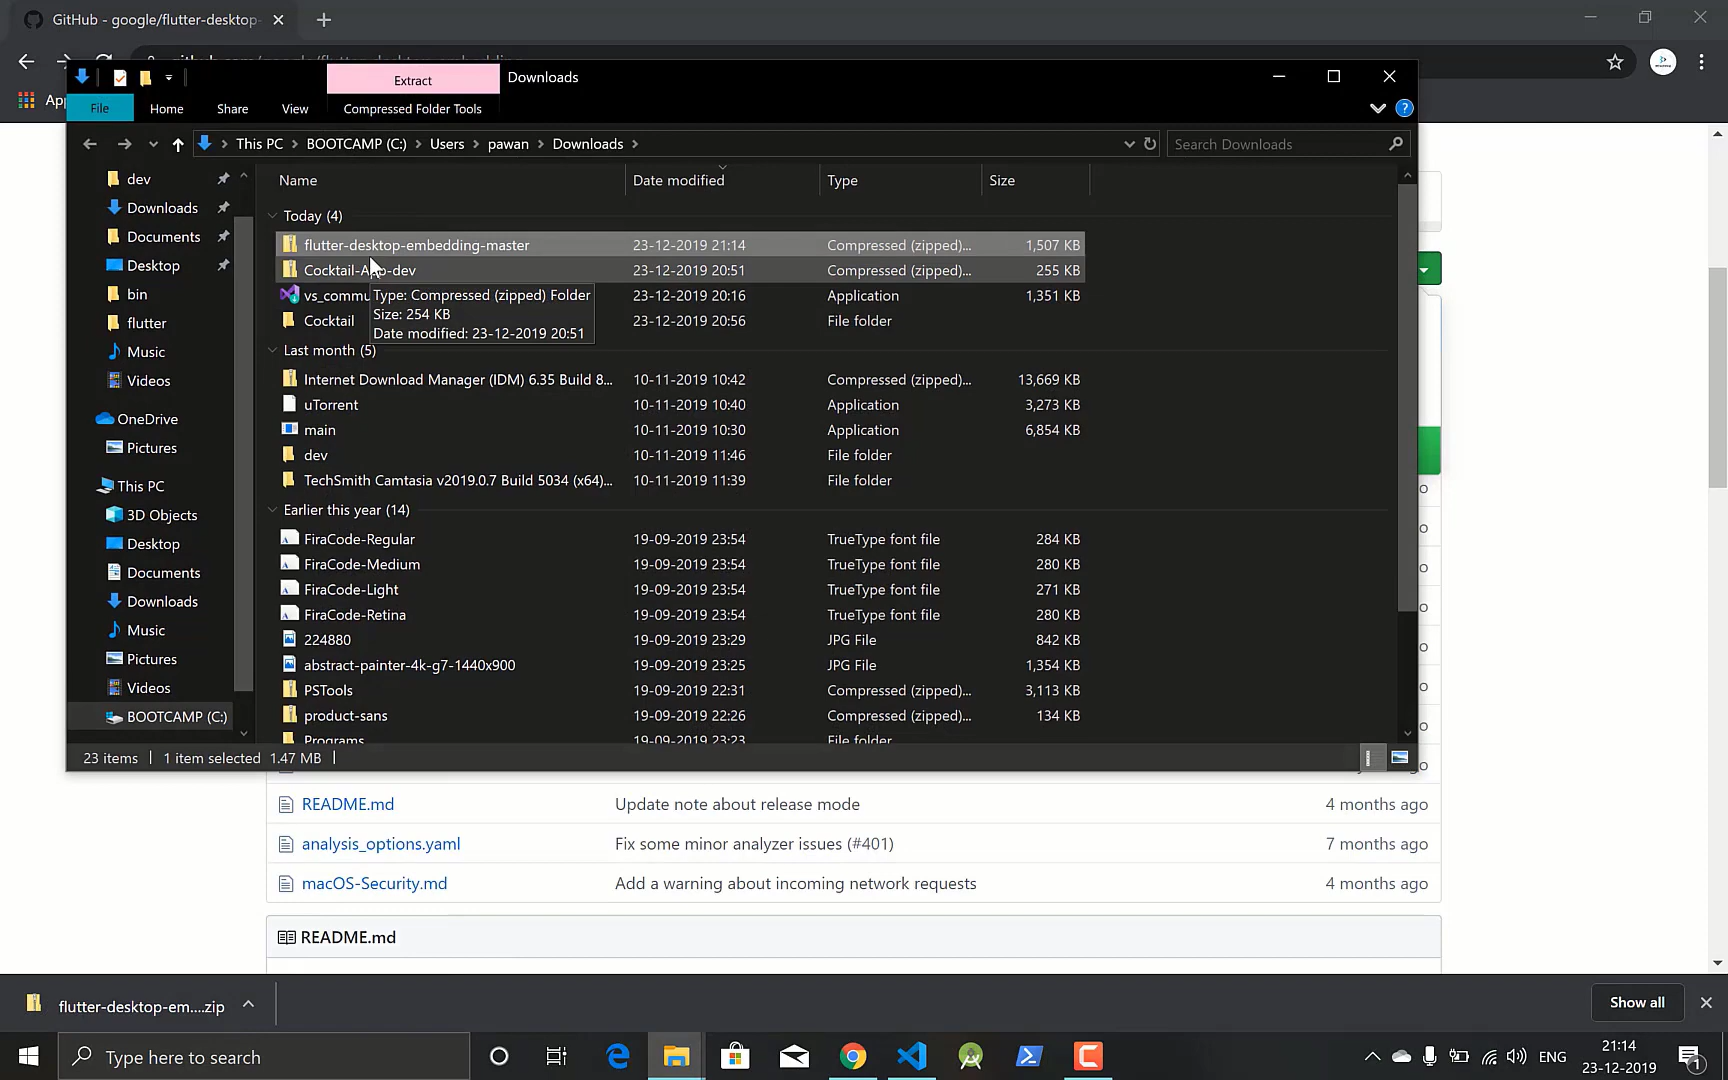 GitHub - google/flutter-desktop-
Extract
Downloads
File
Home
Share
View
Compressed Folder Tools
This PC
BOOTCAMP (C:)
Users
pawan
Downloads
Search Downloads
Name
Date modified
Type
Size
dev
Downloads
Documents
Desktop
bin
flutter
Music
Videos
OneDrive
Pictures
This PC
3D Objects
Desktop
Documents
Downloads
Music
Pictures
Videos
BOOTCAMP (C:)
Today (4)
flutter-desktop-embedding-master 23-12-2019 21:14 Compressed (zipped)... 1,507 KB
Cocktail-App-dev 23-12-2019 20:51 Compressed (zipped)... 255 KB
vs_commu 23-12-2019 20:16 Application 1,351 KB
Cocktail 23-12-2019 20:56 File folder
Type: Compressed (zipped) Folder
Size: 254 KB
Date modified: 23-12-2019 20:51
Last month (5)
Internet Download Manager (IDM) 6.35 Build 8... 10-11-2019 10:42 Compressed (zipped)... 13,669 KB
uTorrent 10-11-2019 10:40 Application 3,273 KB
main 10-11-2019 10:30 Application 6,854 KB
dev 10-11-2019 11:46 File folder
TechSmith Camtasia v2019.0.7 Build 5034 (x64)... 10-11-2019 11:39 File folder
Earlier this year (14)
FiraCode-Regular 19-09-2019 23:54 TrueType font file 284 KB
FiraCode-Medium 19-09-2019 23:54 TrueType font file 280 KB
FiraCode-Light 19-09-2019 23:54 TrueType font file 271 KB
FiraCode-Retina 19-09-2019 23:54 TrueType font file 280 KB
224880 19-09-2019 23:29 JPG File 842 KB
abstract-painter-4k-g7-1440x900 19-09-2019 23:25 JPG File 1,354 KB
PSTools 19-09-2019 22:31 Compressed (zipped)... 3,113 KB
product-sans 19-09-2019 22:26 Compressed (zipped)... 134 KB
Programs 19-09-2019 23:23 File folder
23 items 1 item selected 1.47 MB
README.md Update note about release mode 4 months ago
analysis_options.yaml Fix some minor analyzer issues (#401) 7 months ago
macOS-Security.md Add a warning about incoming network requests 4 months ago
README.md
flutter-desktop-em....zip
Show all
Type here to search
ENG
21:14
23-12-2019
1